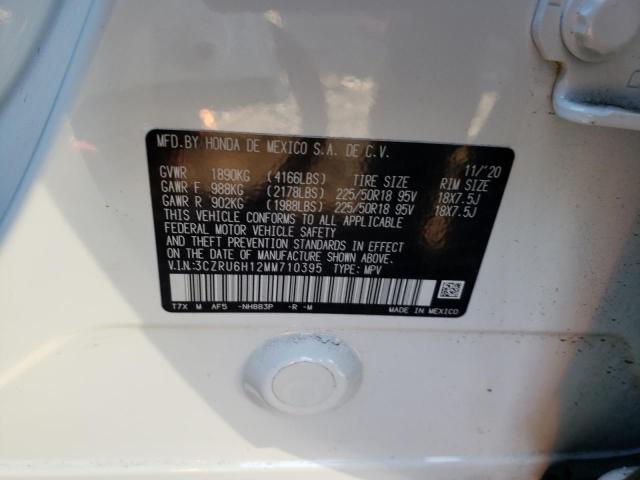 MFD.BY HONDA DE MEXICO S.A. DE C.V.
GVWR 1890KG (4166LBS) TIRE SIZE 11/'20 RIM SIZE
GAWR F 988KG (2178LBS) 225/50R18 95V 18X7.5J
GAWR R 902KG (1988LBS) 225/50R18 95V 18X7.5J
THIS VEHICLE CONFORMS TO ALL APPLICABLE
FEDERAL MOTOR VEHICLE SAFETY
AND THEFT PREVENTION STANDARDS IN EFFECT
ON THE DATE OF MANUFACTURE SHOWN ABOVE.
V.I.N.:3CZRU6H12MM710395 TYPE: MPV
T7X M AF5 -NH883P -R -M MADE IN MEXICO